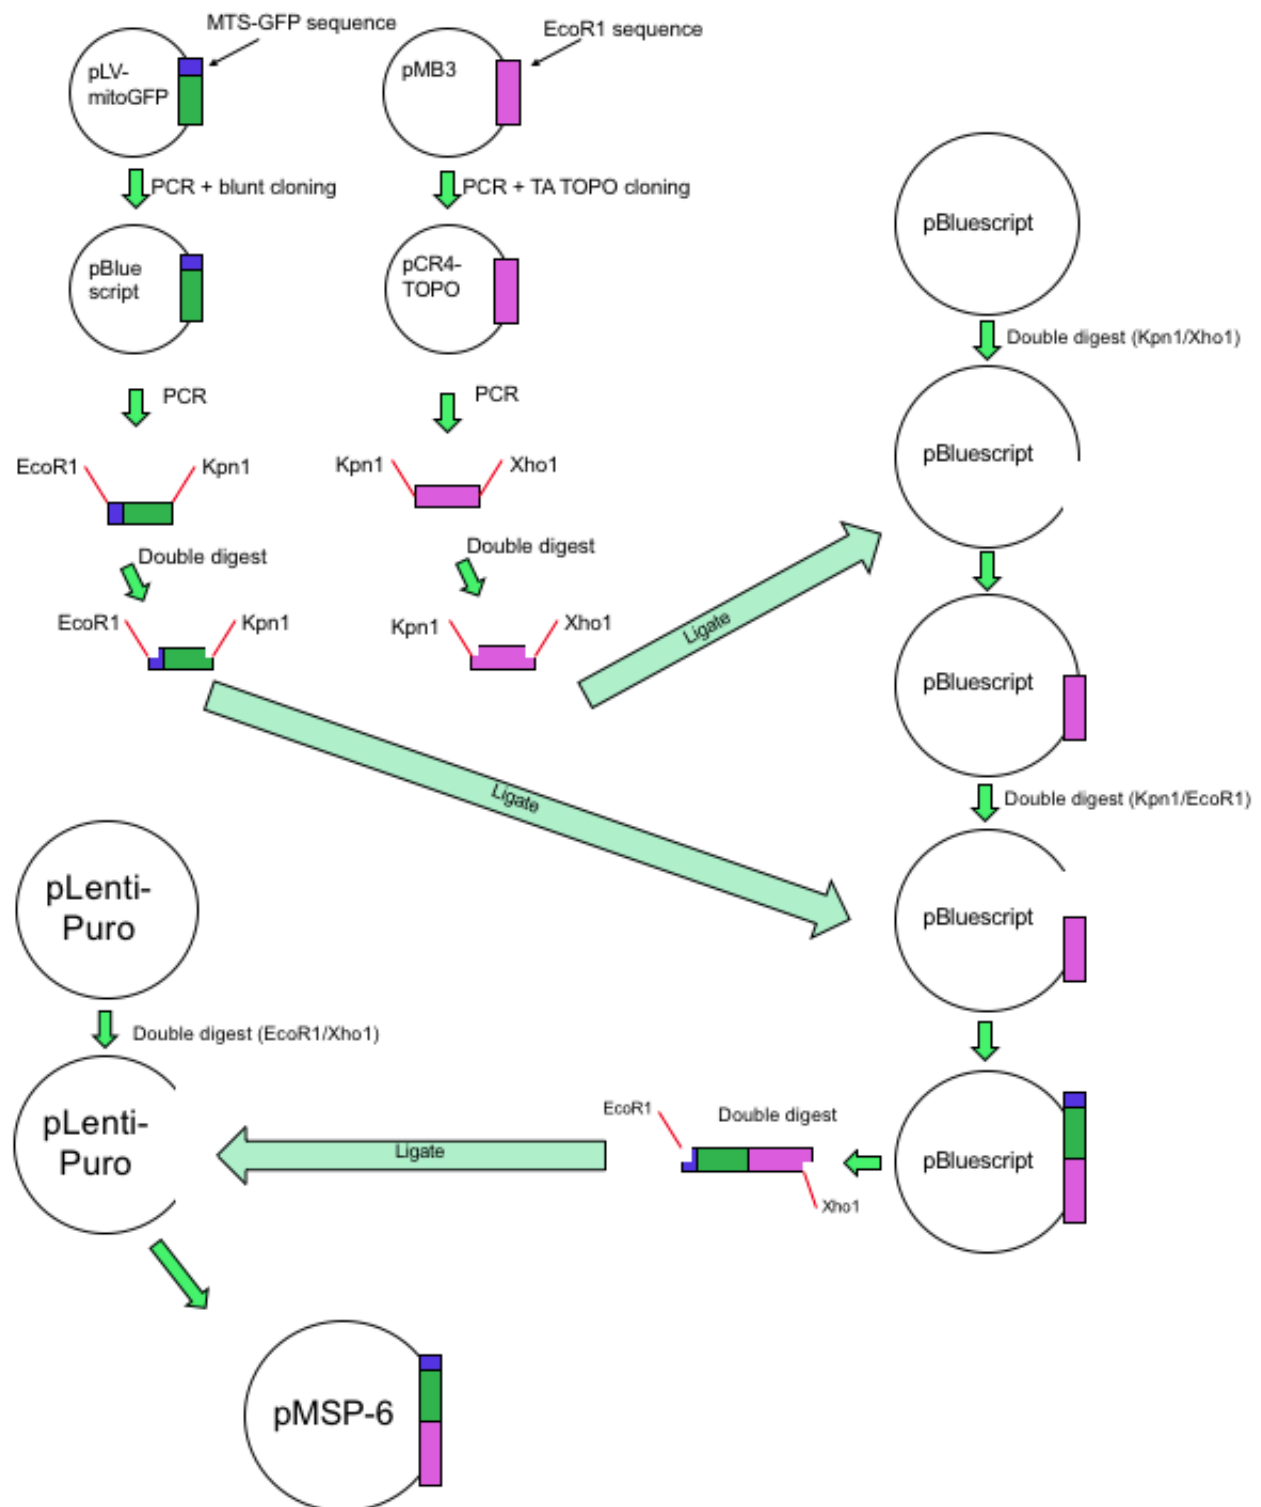 MTS-GFP sequence
EcoR1 sequence
pLV-
mitoGFP
pMB3
PCR + blunt cloning
PCR + TA TOPO cloning
pBlue
script
pCR4-
TOPO
pBluescript
Double digest (Kpn1/Xho1)
PCR
PCR
EcoR1
Kpn1
Kpn1
Xho1
pBluescript
Double digest
Double digest
EcoR1
Kpn1
Kpn1
Xho1
Ligate
pBluescript
Ligate
Double digest (Kpn1/EcoR1)
pLenti-
Puro
pBluescript
Double digest (EcoR1/Xho1)
pLenti-
Puro
Ligate
EcoR1
Double digest
Xho1
pBluescript
pMSP-6